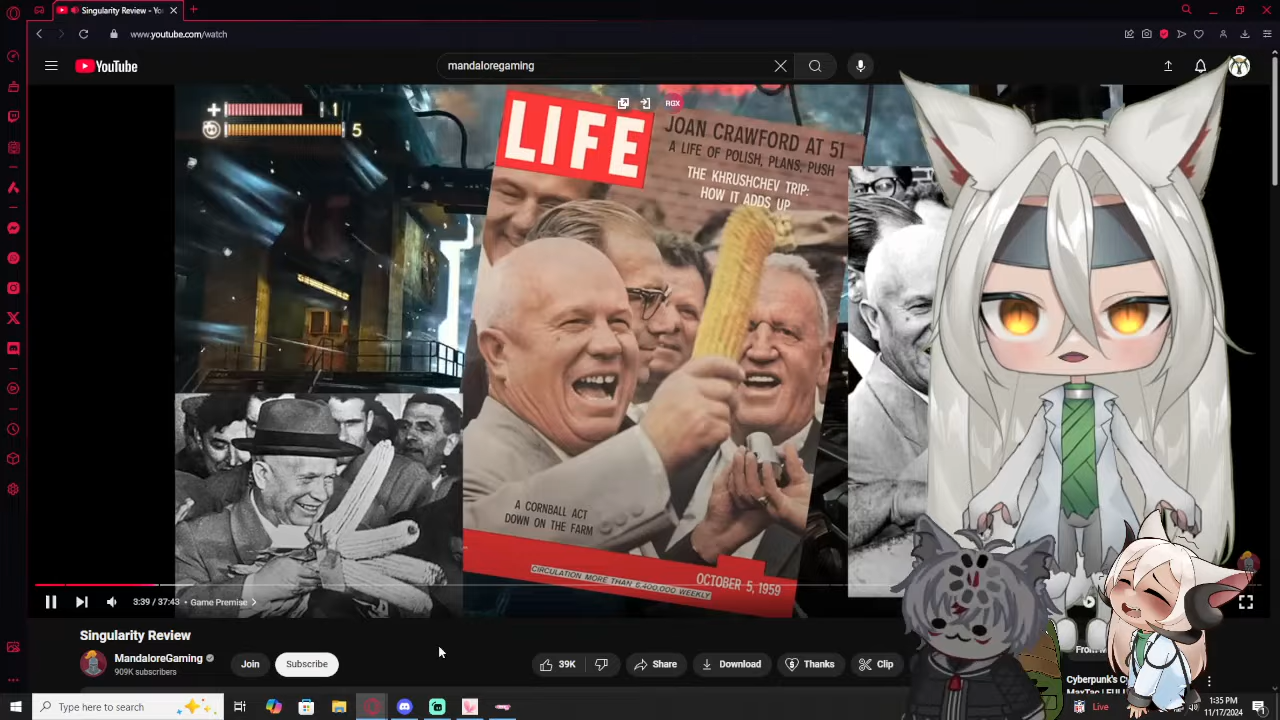 Singularity Review - Yo
www.youtube.com/watch
YouTube
mandaloregaming
1
5
RGX
LIFE
JOAN CRAWFORD AT 51
A LIFE OF POLISH, PLANS, PUSH
THE KHRUSHCHEV TRIP:
HOW IT ADDS UP
A CORNBALL ACT
DOWN ON THE FARM
CIRCULATION MORE THAN 6,400,000 WEEKLY
OCTOBER 5, 1959
3:39 / 37:43 • Game Premise
Singularity Review
MandaloreGaming
909K subscribers
Join
Subscribe
39K
Share
Download
Thanks
Clip
Cyberpunk's
Live
Type here to search
1:35 PM
11/17/2024